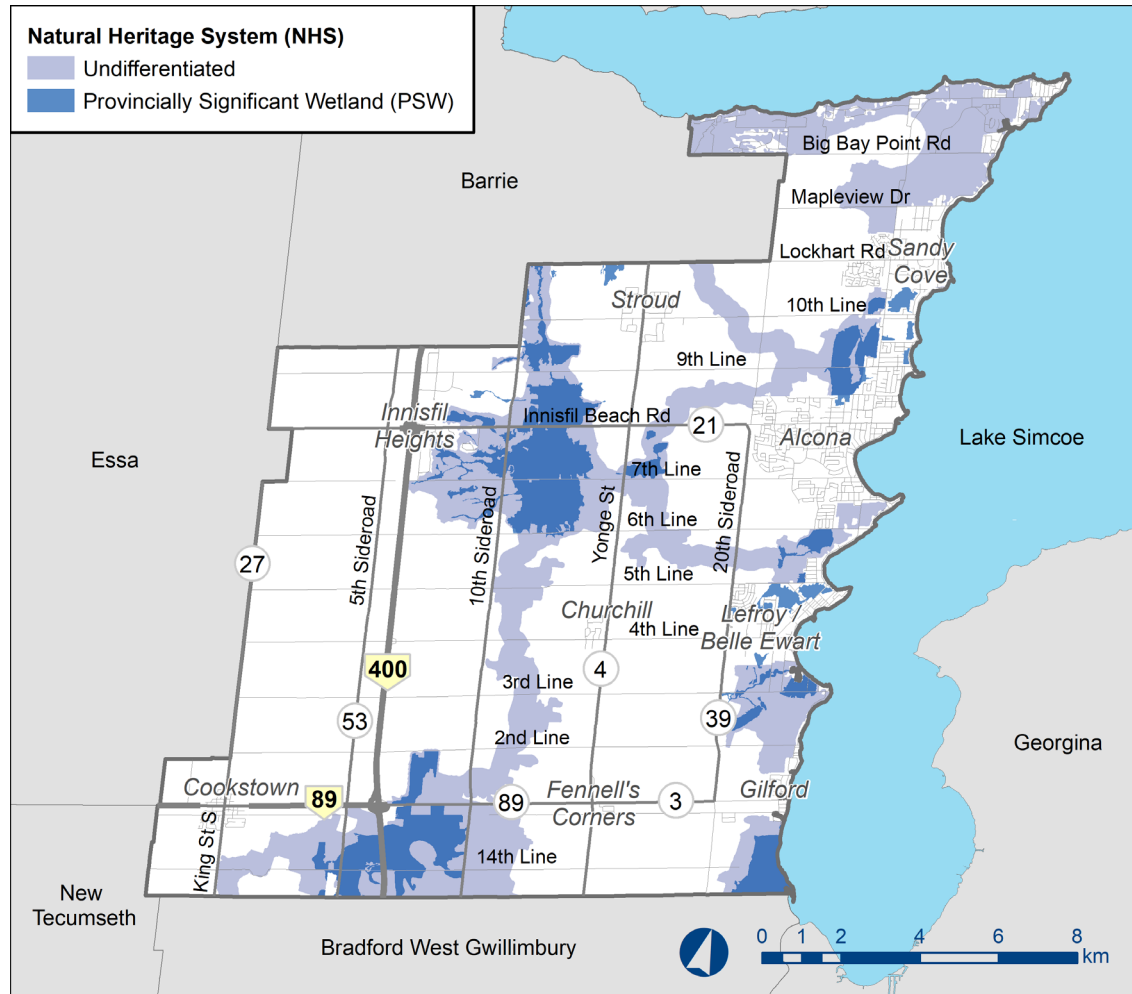 Natural Heritage System (NHS)
Undifferentiated
Provincially Significant Wetland (PSW)
Big Bay Point Rd
Barrie
Mapleview Dr
Lockhart Rd
Sandy
Cove
Stroud
10th Line
9th Line
Innisfil
Heights
Innisfil Beach Rd
21
Alcona
Lake Simcoe
Essa
7th Line
6th Line
5th Sideroad
10th Sideroad
Yonge St
20th Sideroad
27
5th Line
Churchill
4th Line
Lefroy /
Belle Ewart
400
4
3rd Line
53
39
2nd Line
Georgina
Cookstown
89
89
Fennell's
Corners
3
Gilford
King St S
14th Line
New
Tecumseth
Bradford West Gwillimbury
0 1 2 4 6 8
km